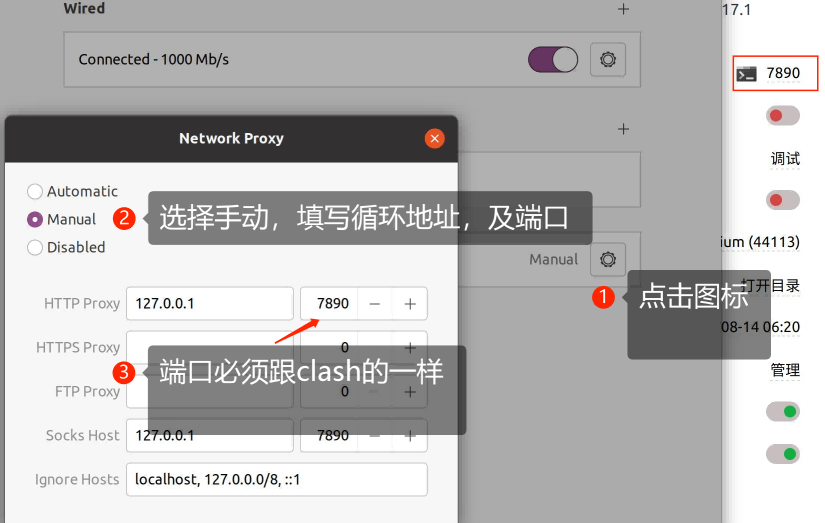 Wired
17.1
Connected - 1000 Mb/s
7890
Network Proxy
调试
Automatic
Manual
2
选择手动，填写循环地址，及端口
Disabled
ium (44113)
Manual
1
点击图标
打开目录
HTTP Proxy 127.0.0.1 7890
08-14 06:20
HTTPS Proxy 0
3
端口必须跟clash的一样
管理
FTP Proxy 0
Socks Host 127.0.0.1 7890
Ignore Hosts localhost, 127.0.0.0/8, ::1